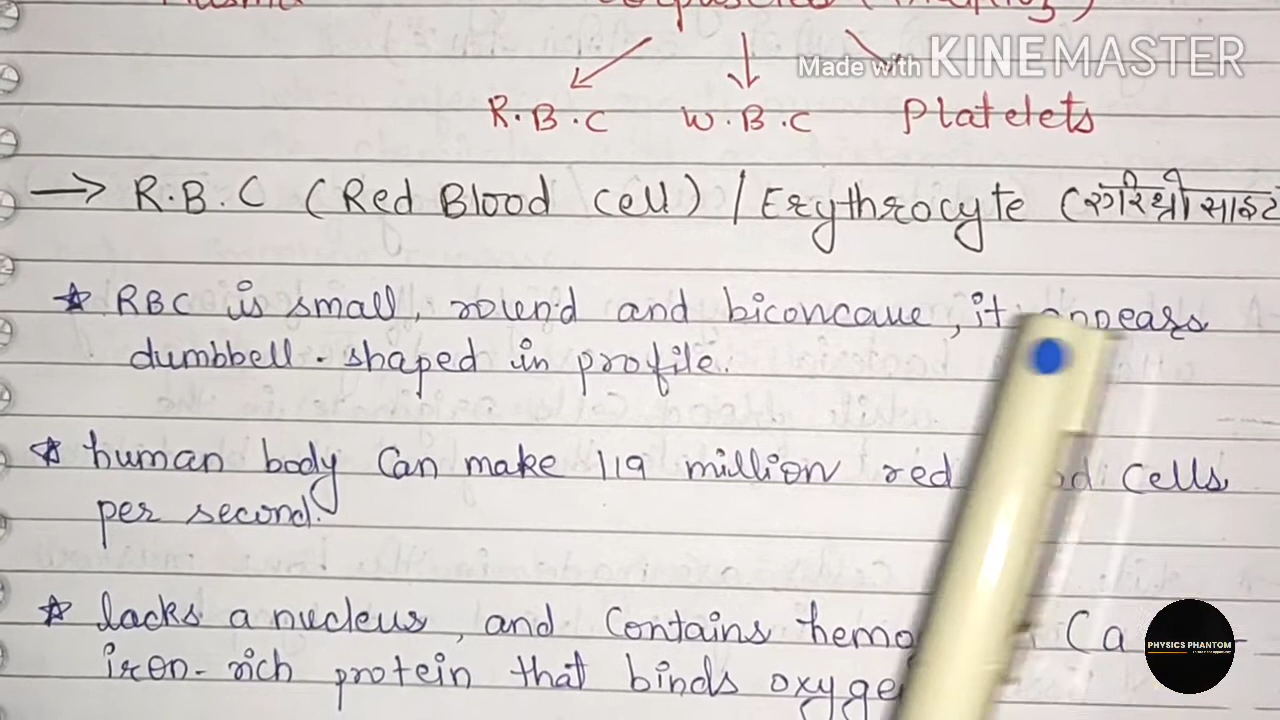 Made with KINEMASTER
R.B.C W.B.C Platelets
→ R.B.C (Red Blood Cell) / Erythrocyte (
★ RBC is small, round and biconcave, it appears
dumbbell-shaped in profile.
★ human body can make 119 million red cells
per second.
★ lacks a nucleus, and contains (a
iron-rich protein that binds
PHYSICS PHANTOM